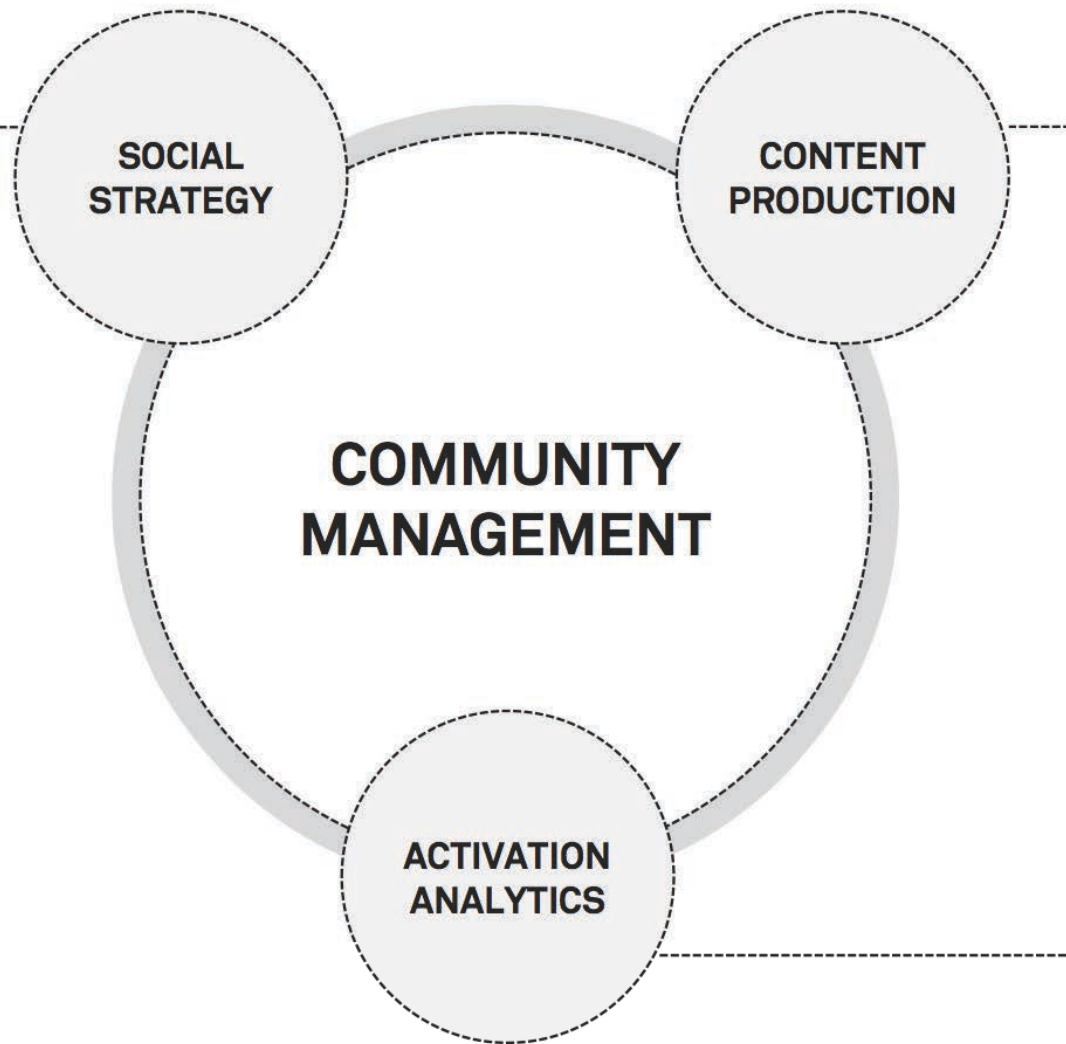 SOCIAL
STRATEGY
CONTENT
PRODUCTION
COMMUNITY
MANAGEMENT
ACTIVATION
ANALYTICS